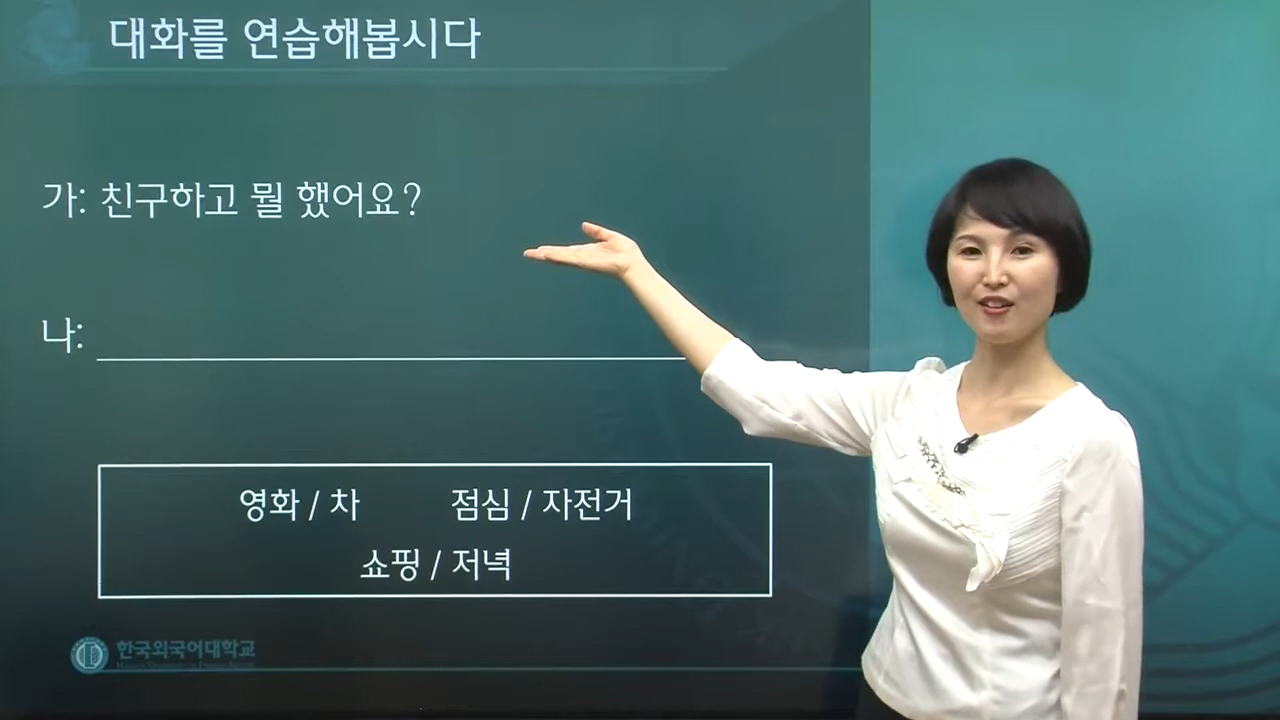 대화를 연습해봅시다
가: 친구하고 뭘 했어요?
나:
영화 / 차 점심 / 자전거
쇼핑 / 저녁
한국외국어대학교